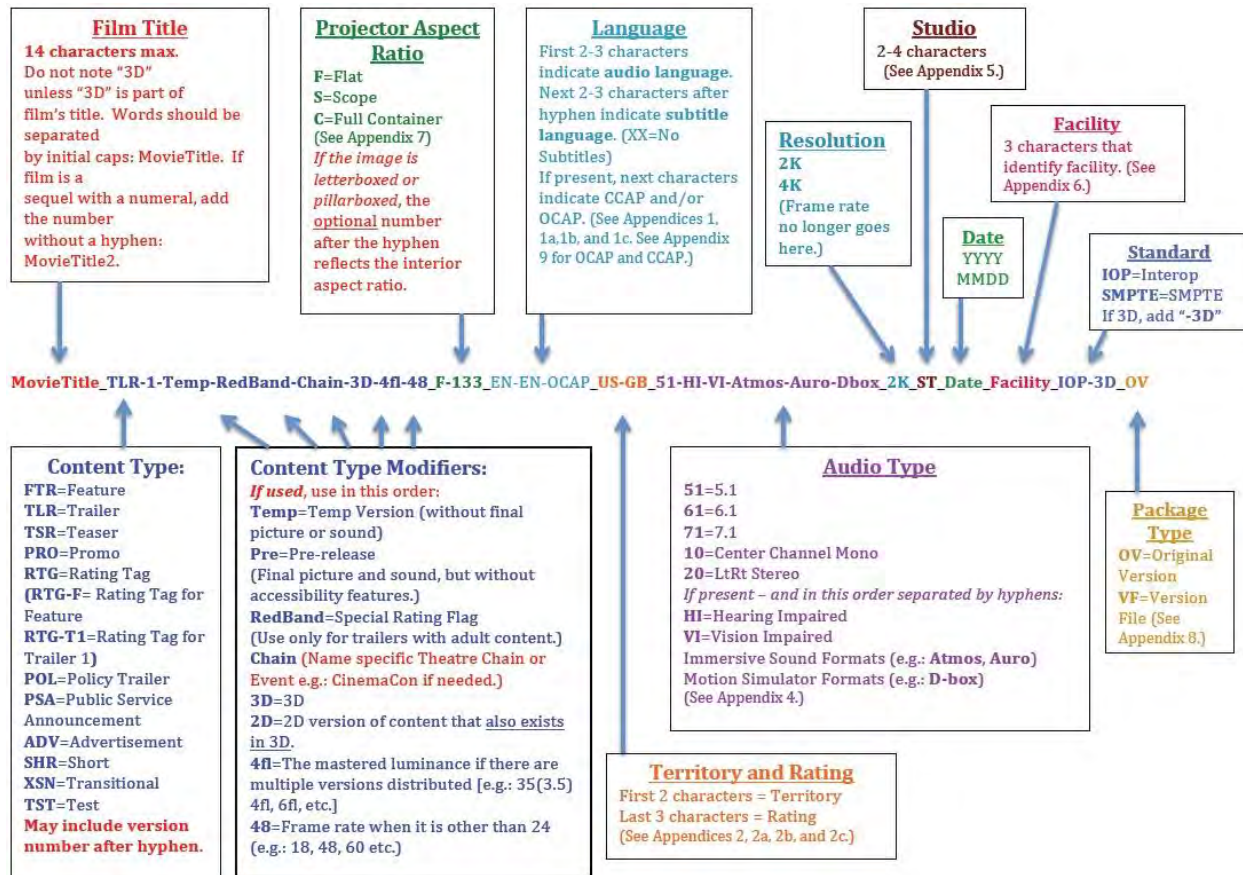 Film Title
14 characters max.
Do not note “3D”
unless “3D” is part of
film’s title. Words should be
separated
by initial caps: MovieTitle. If
film is a
sequel with a numeral, add
the number
without a hyphen:
MovieTitle2.
Projector Aspect
Ratio
F=Flat
S=Scope
C=Full Container
(See Appendix 7)
If the image is
letterboxed or
pillarboxed, the
optional number
after the hyphen
reflects the interior
aspect ratio.
Language
First 2-3 characters
indicate audio language.
Next 2-3 characters after
hyphen indicate subtitle
language. (XX=No
Subtitles)
If present, next characters
indicate CCAP and/or
OCAP. (See Appendices 1,
1a,1b, and 1c. See Appendix
9 for OCAP and CCAP.)
Resolution
2K
4K
(Frame rate
no longer goes
here.)
Studio
2-4 characters
(See Appendix 5.)
Date
YYYY
MMDD
Facility
3 characters that
identify facility. (See
Appendix 6.)
Standard
IOP=Interop
SMPTE=SMPTE
If 3D, add “-3D”
MovieTitle_TLR-1-Temp-RedBand-Chain-3D-4fl-48_F-133_EN-EN-OCAP_US-GB_51-HI-VI-Atmos-Auro-Dbox_2K_ST_Date_Facility_IOP-3D_OV
Content Type:
FTR=Feature
TLR=Trailer
TSR=Teaser
PRO=Promo
RTG=Rating Tag
(RTG-F= Rating Tag for
Feature
RTG-T1=Rating Tag for
Trailer 1)
POL=Policy Trailer
PSA=Public Service
Announcement
ADV=Advertisement
SHR=Short
XSN=Transitional
TST=Test
May include version
number after hyphen.
Content Type Modifiers:
If used, use in this order:
Temp=Temp Version (without final
picture or sound)
Pre=Pre-release
(Final picture and sound, but without
accessibility features.)
RedBand=Special Rating Flag
(Use only for trailers with adult content.)
Chain (Name specific Theatre Chain or
Event e.g.: CinemaCon if needed.)
3D=3D
2D=2D version of content that also exists
in 3D.
4fl=The mastered luminance if there are
multiple versions distributed [e.g.: 35(3.5)
4fl, 6fl, etc.]
48=Frame rate when it is other than 24
(e.g.: 18, 48, 60 etc.)
Territory and Rating
First 2 characters = Territory
Last 3 characters = Rating
(See Appendices 2, 2a, 2b, and 2c.)
Audio Type
51=5.1
61=6.1
71=7.1
10=Center Channel Mono
20=LtRt Stereo
If present – and in this order separated by hyphens:
HI=Hearing Impaired
VI=Vision Impaired
Immersive Sound Formats (e.g.: Atmos, Auro)
Motion Simulator Formats (e.g.: D-box)
(See Appendix 4.)
Package
Type
OV=Original
Version
VF=Version
File (See
Appendix 8.)